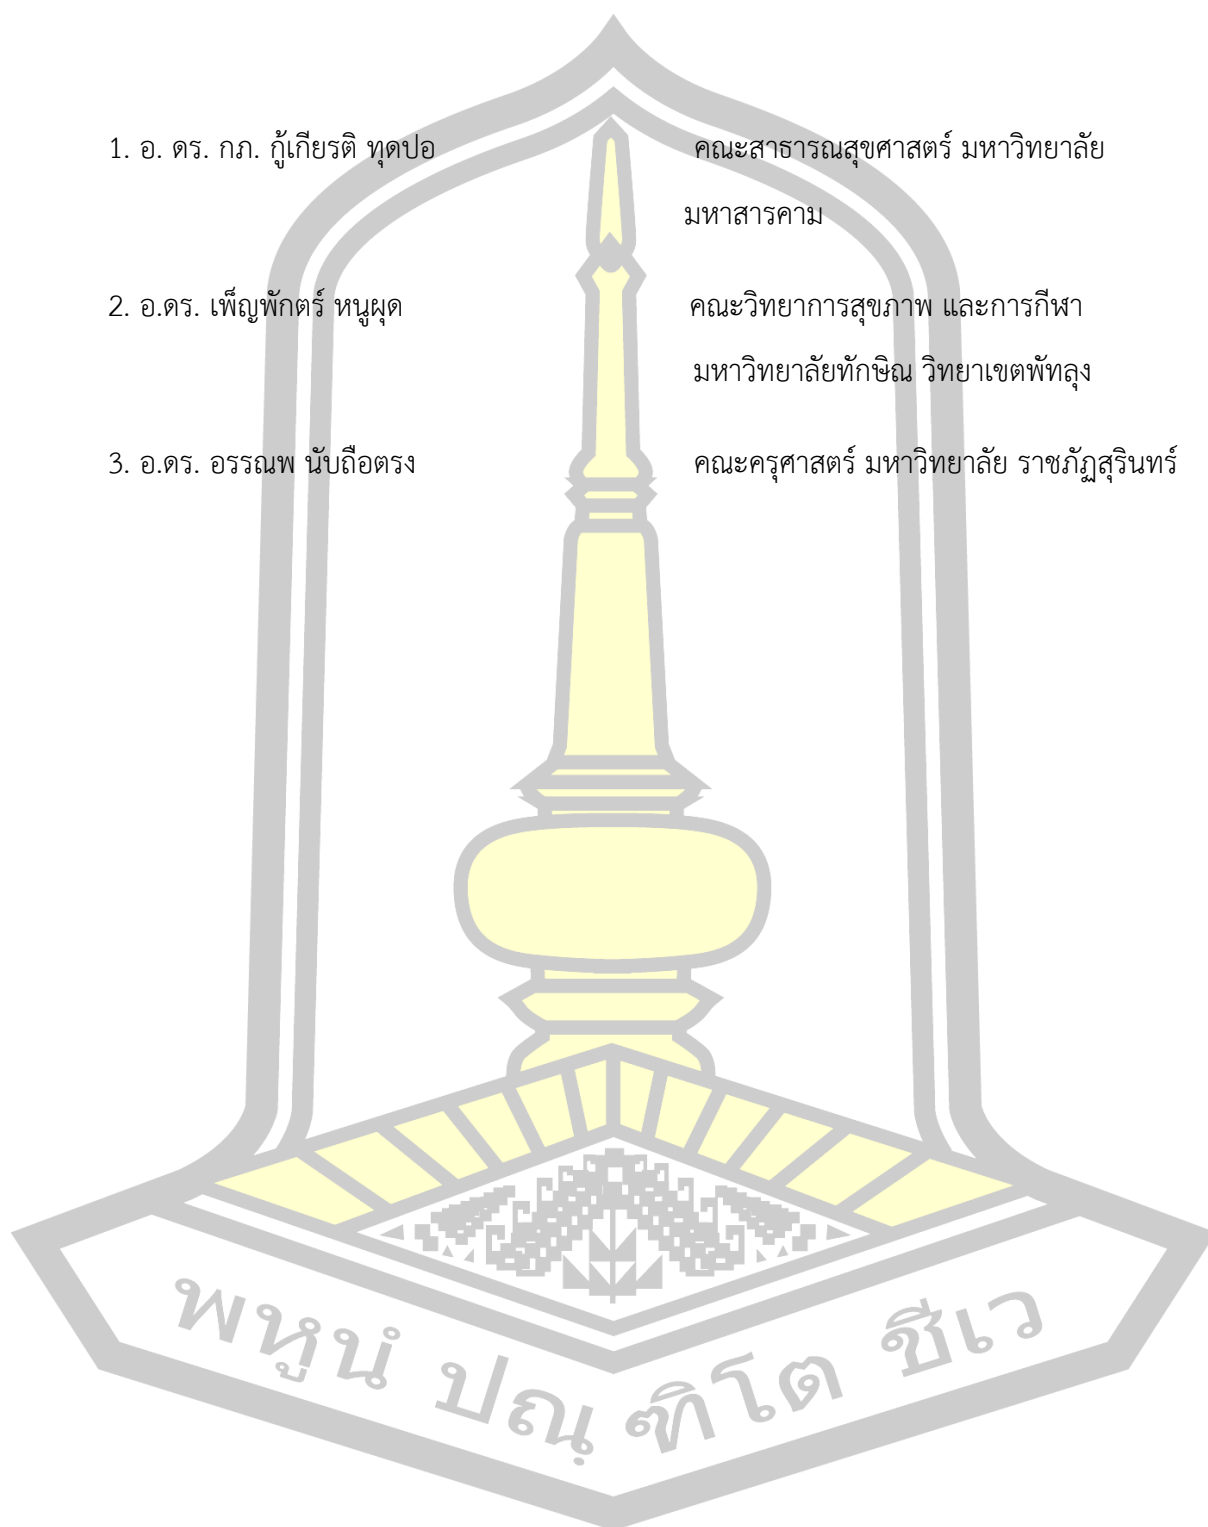 1. อ. ดร. กภ. กู้เกียรติ ทุดปอ คณะสาธารณสุขศาสตร์ มหาวิทยาลัย
มหาสารคาม
2. อ.ดร. เพ็ญพักตร์ หนูผุด คณะวิทยาการสุขภาพ และการกีฬา
มหาวิทยาลัยทักษิณ วิทยาเขตพัทลุง
3. อ.ดร. อรรณพ นับถือตรง คณะครุศาสตร์ มหาวิทยาลัย ราชภัฏสุรินทร์
พหูนํ ปณฺ ฑิโต ชีเว